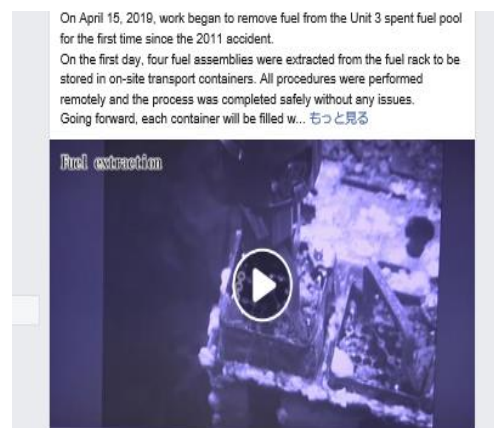 On April 15, 2019, work began to remove fuel from the Unit 3 spent fuel pool
for the first time since the 2011 accident.
On the first day, four fuel assemblies were extracted from the fuel rack to be
stored in on-site transport containers. All procedures were performed
remotely and the process was completed safely without any issues.
Going forward, each container will be filled w... もっと見る
Fuel extraction